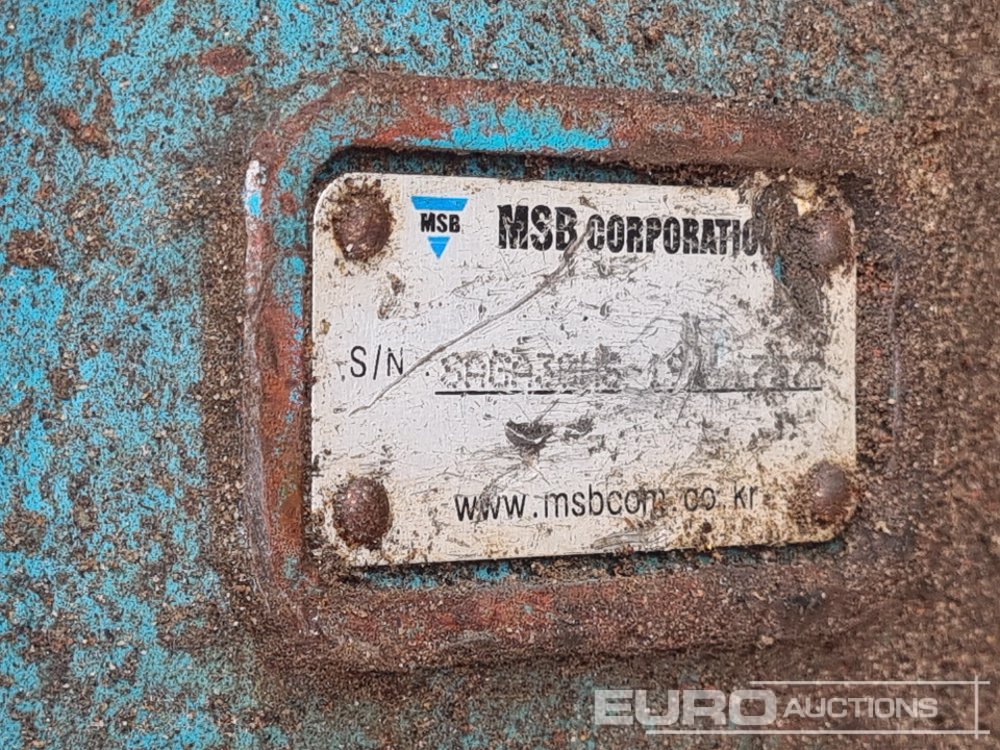 MSB
MSB CORPORATION
S/N.
www.msbcom.co.kr
EURO AUCTIONS